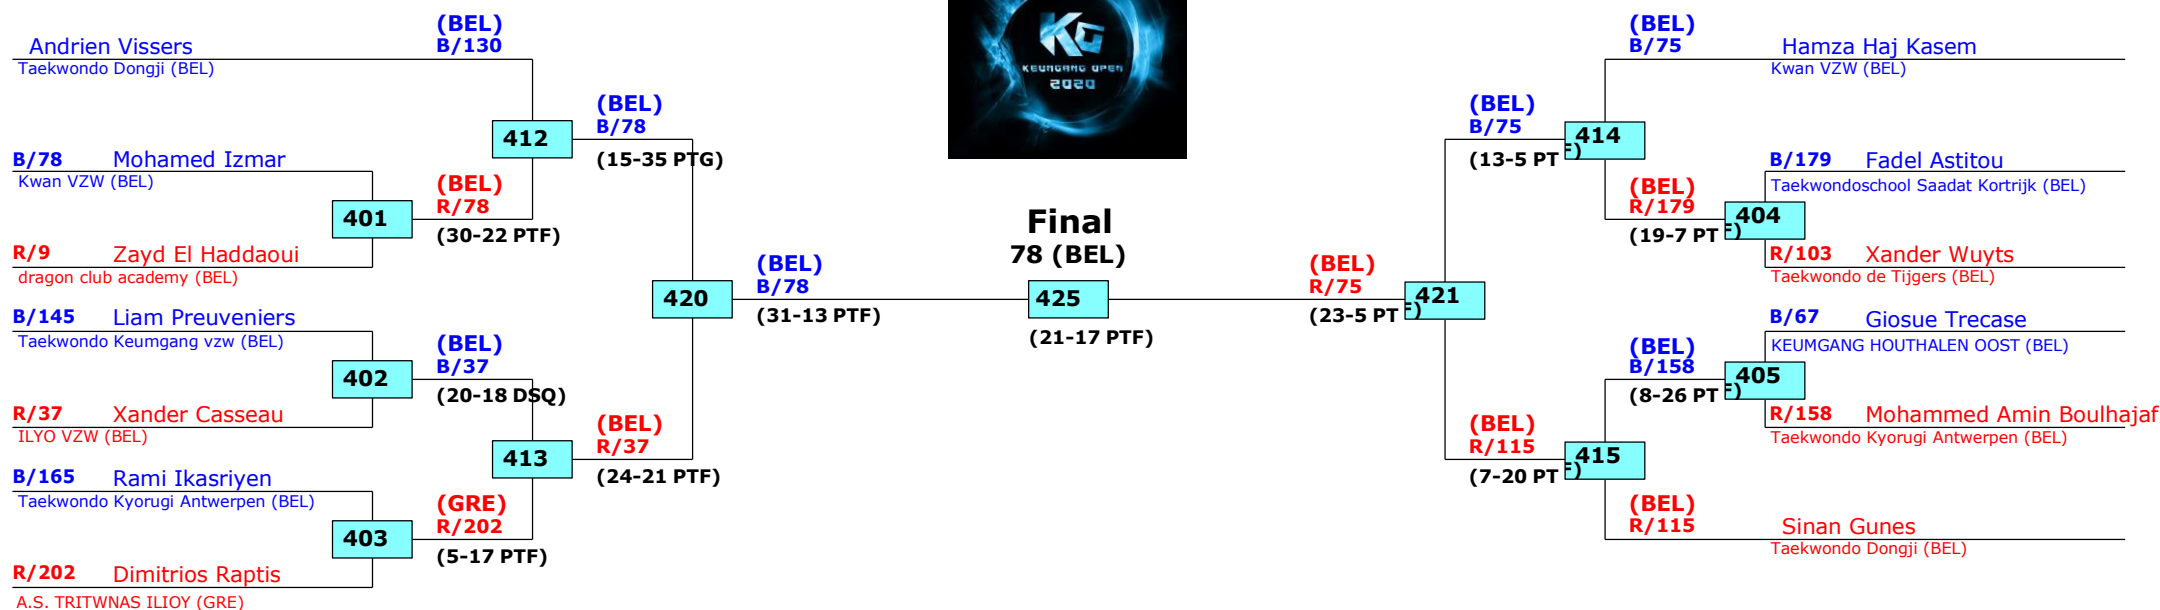 (BEL)
B/130
Andrien Vissers
Taekwondo Dongji (BEL)
412
(BEL)
B/78
(15-35 PTG)
B/78 Mohamed Izmar
Kwan VZW (BEL)
401
(BEL)
R/78
(30-22 PTF)
R/9 Zayd El Haddaoui
dragon club academy (BEL)
420
(BEL)
B/78
(31-13 PTF)
B/145 Liam Preuveniers
Taekwondo Keumgang vzw (BEL)
402
(BEL)
B/37
(20-18 DSQ)
R/37 Xander Casseau
ILYO VZW (BEL)
413
(BEL)
R/37
(24-21 PTF)
B/165 Rami Ikasriyen
Taekwondo Kyorugi Antwerpen (BEL)
403
(GRE)
R/202
(5-17 PTF)
R/202 Dimitrios Raptis
A.S. TRITWNAS ILIOY (GRE)
KG
KEUMGANG OPEN
2020
Final
78 (BEL)
425
(21-17 PTF)
(BEL)
R/75
(23-5 PTF)
421
(BEL)
B/75
(13-5 PTF)
414
(BEL)
B/75
Hamza Haj Kasem
Kwan VZW (BEL)
(BEL)
R/179
(19-7 PTF)
404
B/179 Fadel Astitou
Taekwondoschool Saadat Kortrijk (BEL)
R/103 Xander Wuyts
Taekwondo de Tijgers (BEL)
B/67 Giosue Trecase
KEUMGANG HOUTHALEN OOST (BEL)
(BEL)
B/158
(8-26 PTF)
405
R/158 Mohammed Amin Boulhajaf
Taekwondo Kyorugi Antwerpen (BEL)
(BEL)
R/115
(7-20 PTF)
415
(BEL)
R/115
Sinan Gunes
Taekwondo Dongji (BEL)